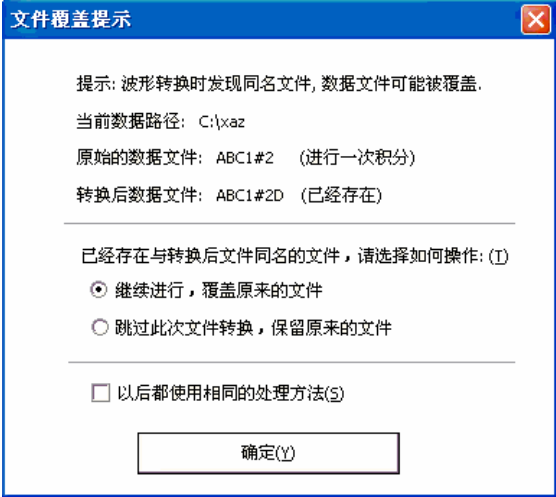 文件覆盖提示
提示: 波形转换时发现同名文件, 数据文件可能被覆盖.
当前数据路径: C:\xaz
原始的数据文件: ABC1#2 (进行一次积分)
转换后数据文件: ABC1#2D (已经存在)
已经存在与转换后文件同名的文件，请选择如何操作: (T)
继续进行，覆盖原来的文件
跳过此次文件转换，保留原来的文件
以后都使用相同的处理方法(S)
确定(Y)